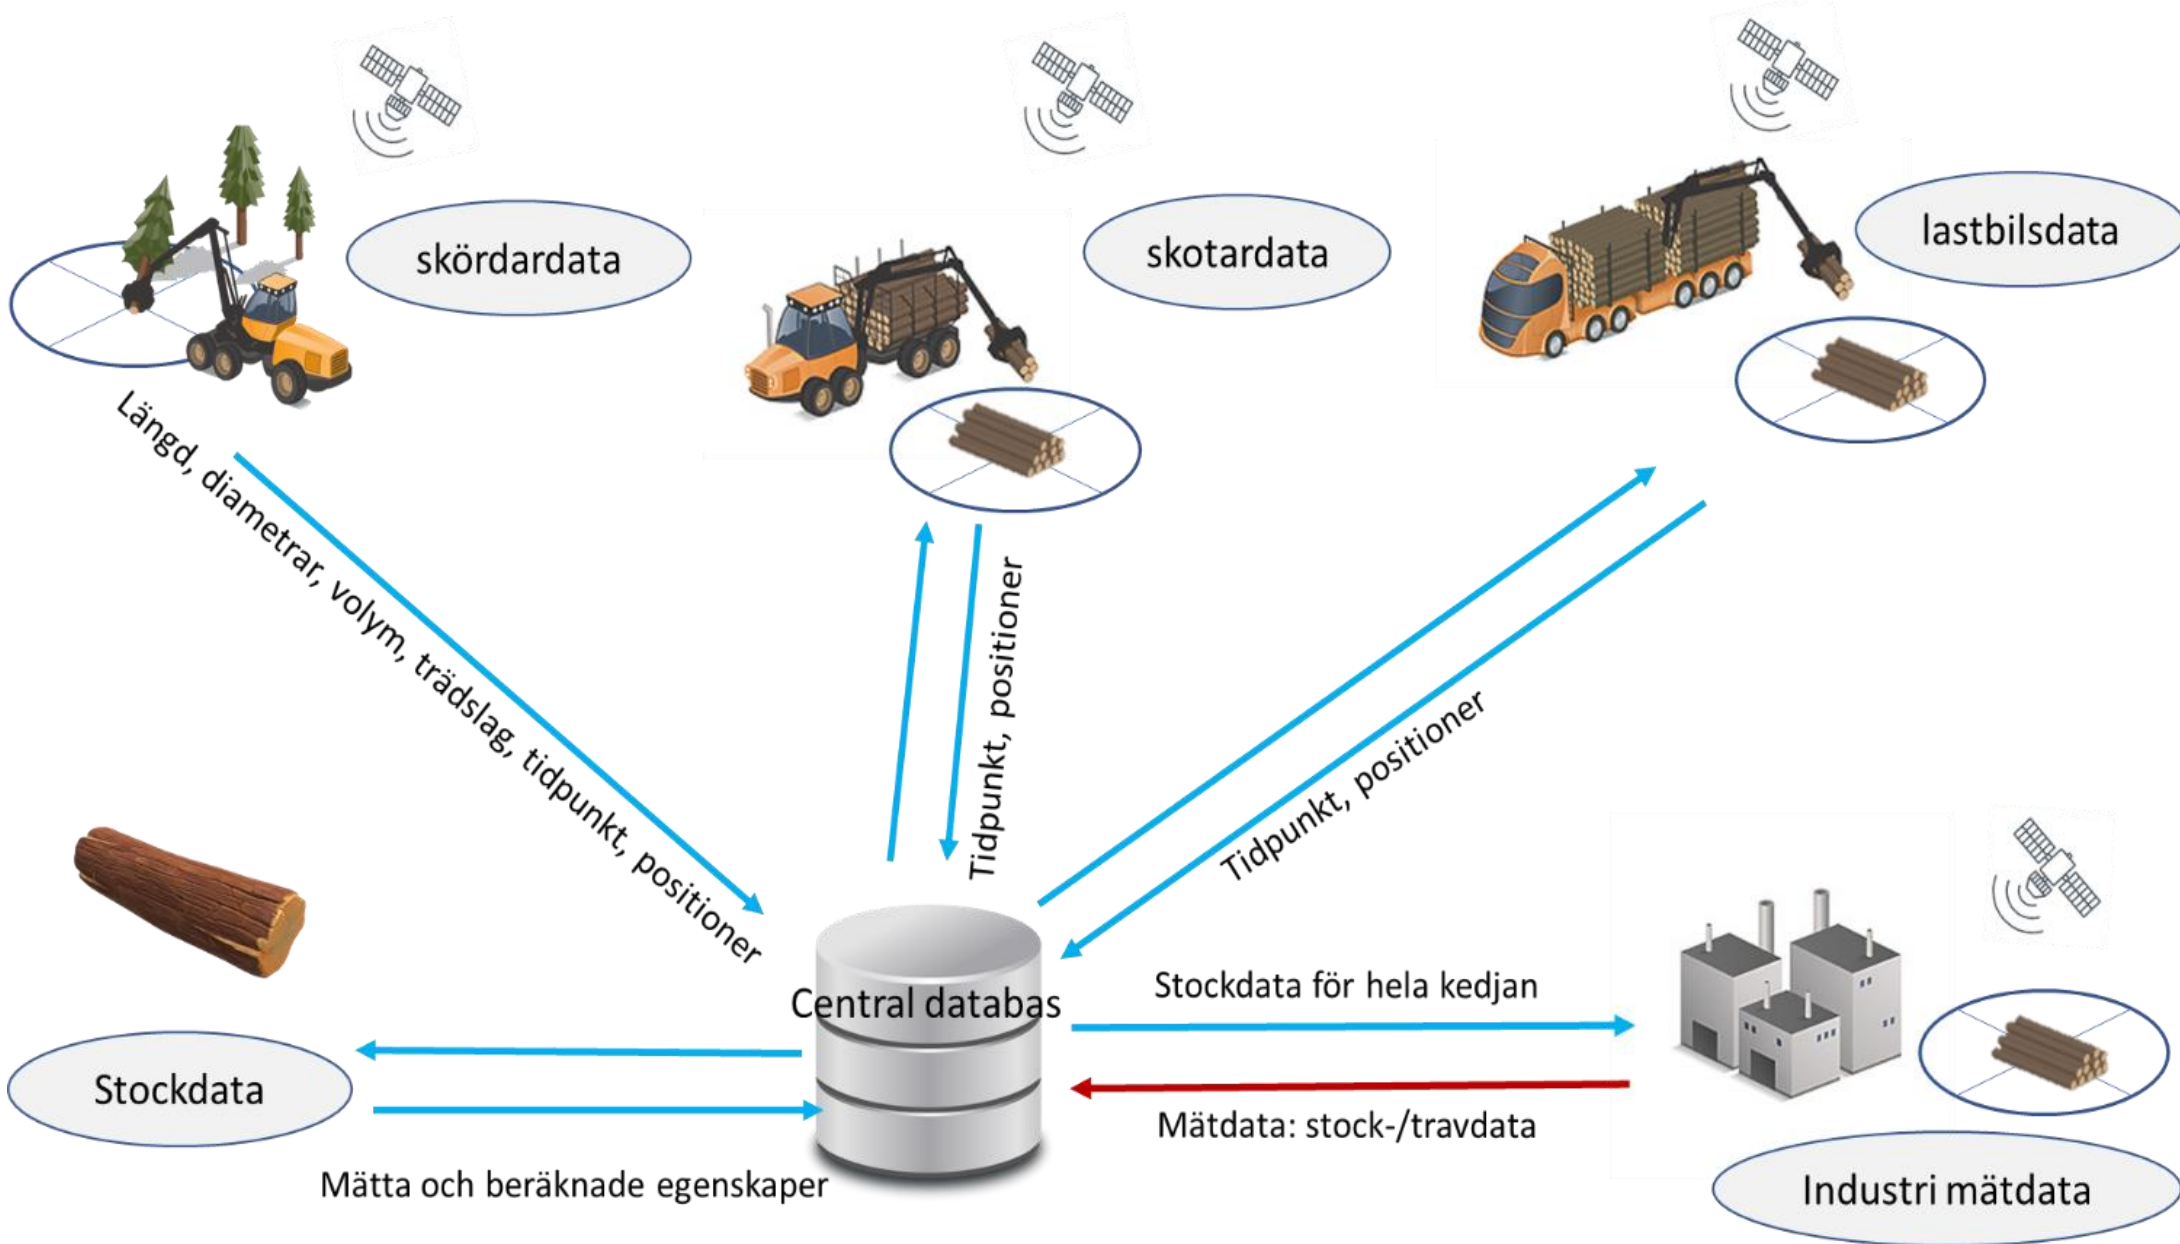 skördardata
skotardata
lastbilsdata
Längd, diametrar, volym, trädslag, tidpunkt, positioner
Tidpunkt, positioner
Tidpunkt, positioner
Central databas
Stockdata för hela kedjan
Mätdata: stock-/travdata
Stockdata
Mätta och beräknade egenskaper
Industri mätdata